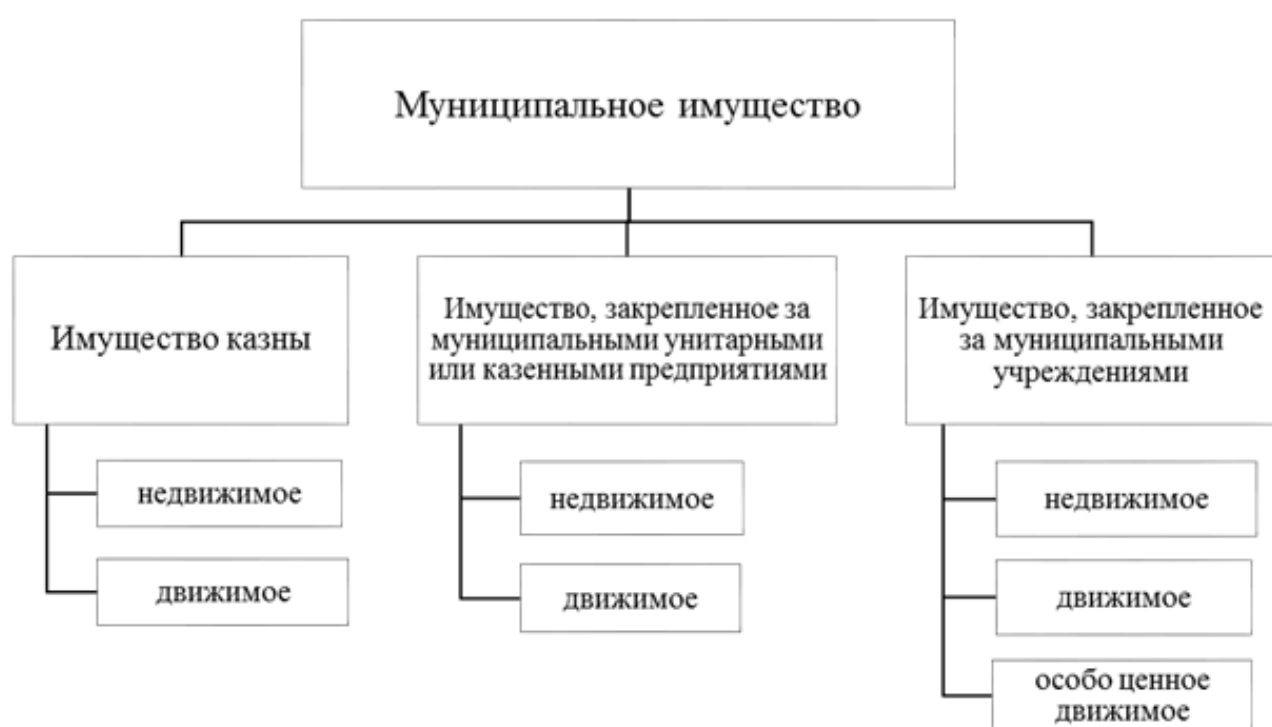 Муниципальное имущество
Имущество казны
недвижимое
движимое
Имущество, закрепленное за
муниципальными унитарными
или казенными предприятиями
недвижимое
движимое
Имущество, закрепленное
за муниципальными
учреждениями
недвижимое
движимое
особо ценное
движимое